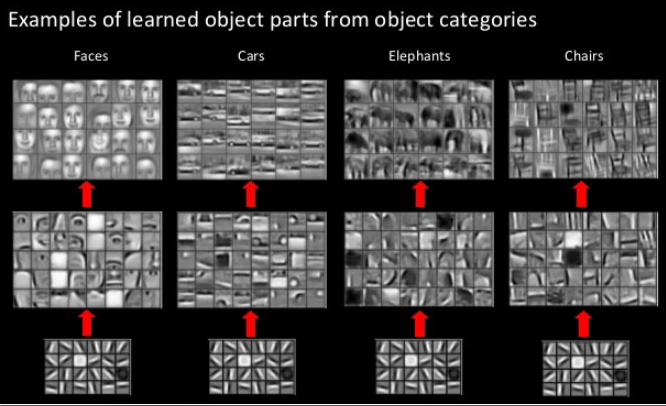 Examples of learned object parts from object categories
Faces Cars Elephants Chairs